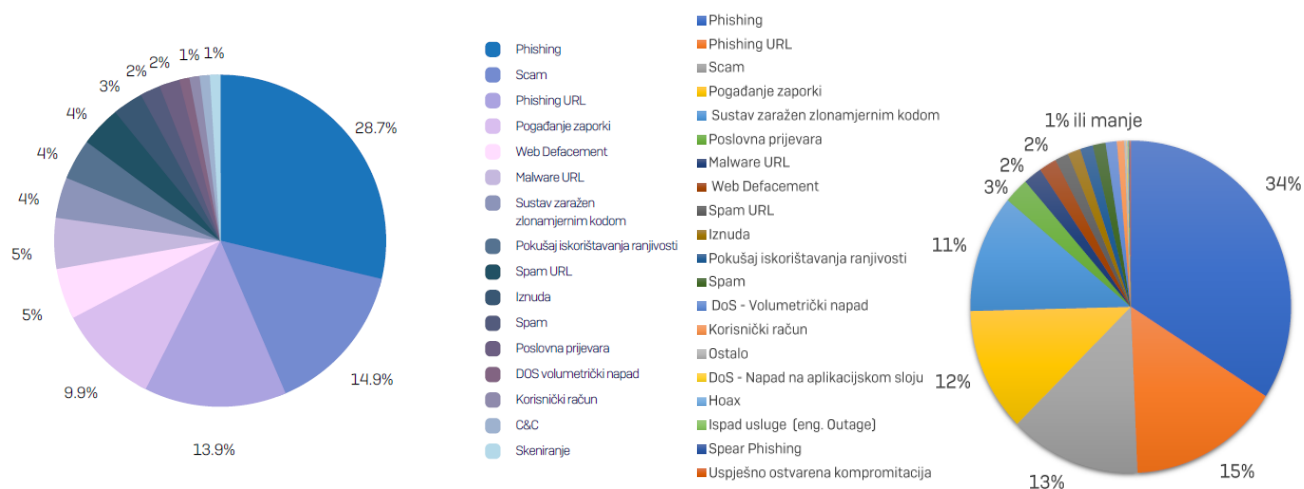 1%
1%
2%
2%
3%
4%
4%
4%
5%
5%
9.9%
13.9%
14.9%
28.7%
Phishing
Scam
Phishing URL
Pogađanje zaporki
Web Defacement
Malware URL
Sustav zaražen
zlonamjernim kodom
Pokušaj iskorištavanja ranjivosti
Spam URL
Iznuda
Spam
Poslovna prijevara
DOS volumetrički napad
Korisnički račun
C&C
Skeniranje
Phishing
Phishing URL
Scam
Pogađanje zaporki
Sustav zaražen zlonamjernim kodom
Poslovna prijevara
Malware URL
Web Defacement
Spam URL
Iznuda
Pokušaj iskorištavanja ranjivosti
Spam
DoS - Volumetrički napad
Korisnički račun
Ostalo
DoS - Napad na aplikacijskom sloju
Hoax
Ispad usluge (eng. Outage)
Spear Phishing
Uspješno ostvarena kompromitacija
1% ili manje
2%
2%
3%
11%
12%
13%
15%
34%